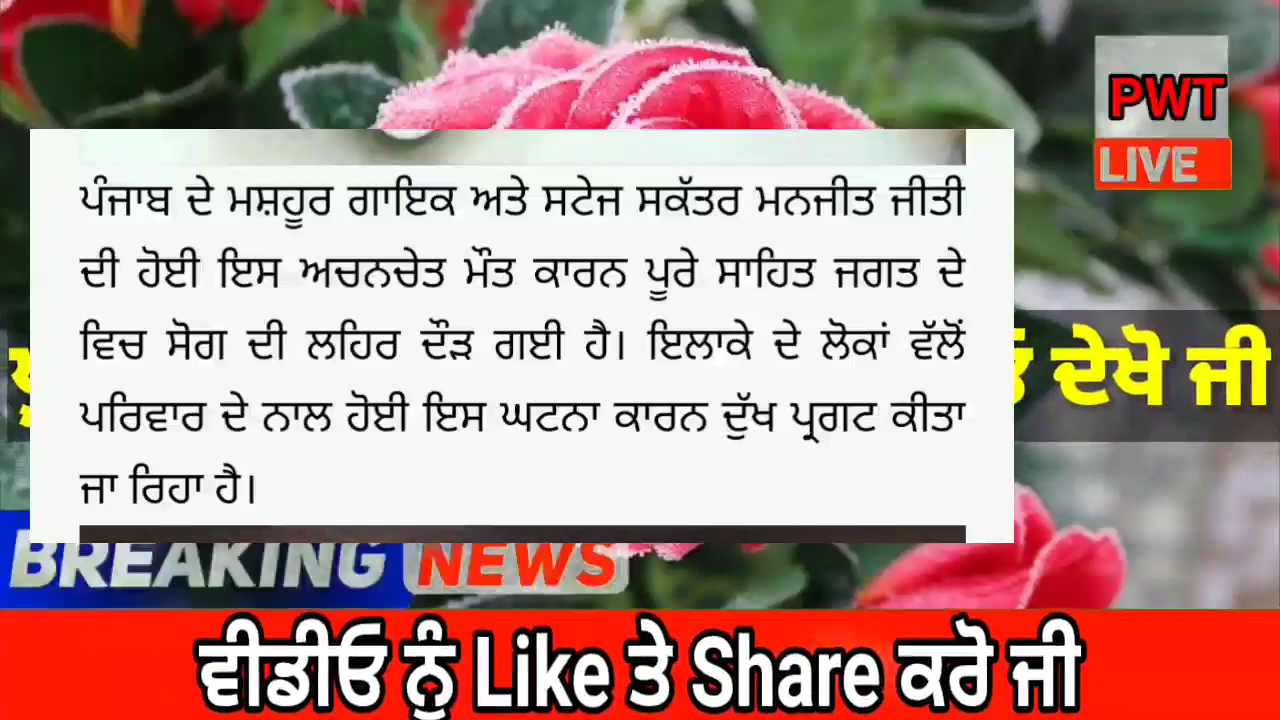 PWT
LIVE
ਪੰਜਾਬ ਦੇ ਮਸ਼ਹੂਰ ਗਾਇਕ ਅਤੇ ਸਟੇਜ ਸਕੱਤਰ ਮਨਜੀਤ ਜੀਤੀ
ਦੀ ਹੋਈ ਇਸ ਅਚਨਚੇਤ ਮੌਤ ਕਾਰਨ ਪੂਰੇ ਸਾਹਿਤ ਜਗਤ ਦੇ
ਵਿਚ ਸੋਗ ਦੀ ਲਹਿਰ ਦੌੜ ਗਈ ਹੈ। ਇਲਾਕੇ ਦੇ ਲੋਕਾਂ ਵੱਲੋਂ
ਪਰਿਵਾਰ ਦੇ ਨਾਲ ਹੋਈ ਇਸ ਘਟਨਾ ਕਾਰਨ ਦੁੱਖ ਪ੍ਰਗਟ ਕੀਤਾ
ਜਾ ਰਿਹਾ ਹੈ।
ਦੇਖੋ ਜੀ
BREAKING NEWS
ਵੀਡੀਓ ਨੂੰ Like ਤੇ Share ਕਰੋ ਜੀ